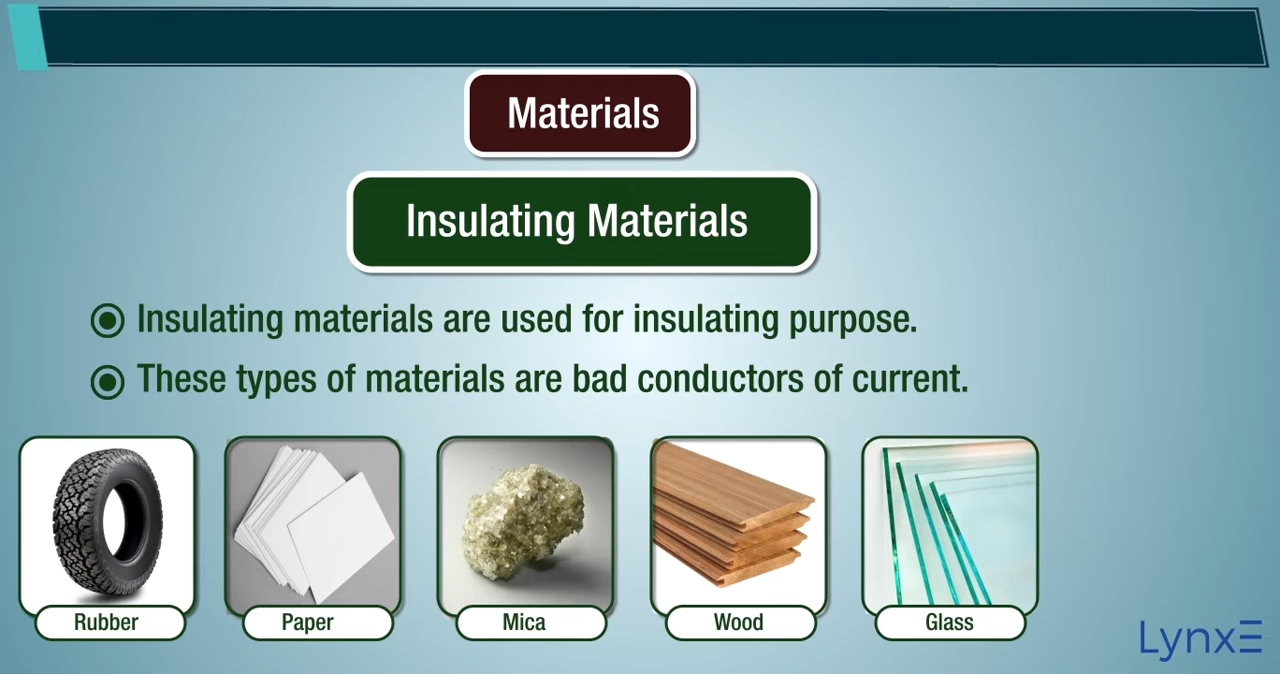 Materials
Insulating Materials
Insulating materials are used for insulating purpose.
These types of materials are bad conductors of current.
Rubber
Paper
Mica
Wood
Glass
LynxE